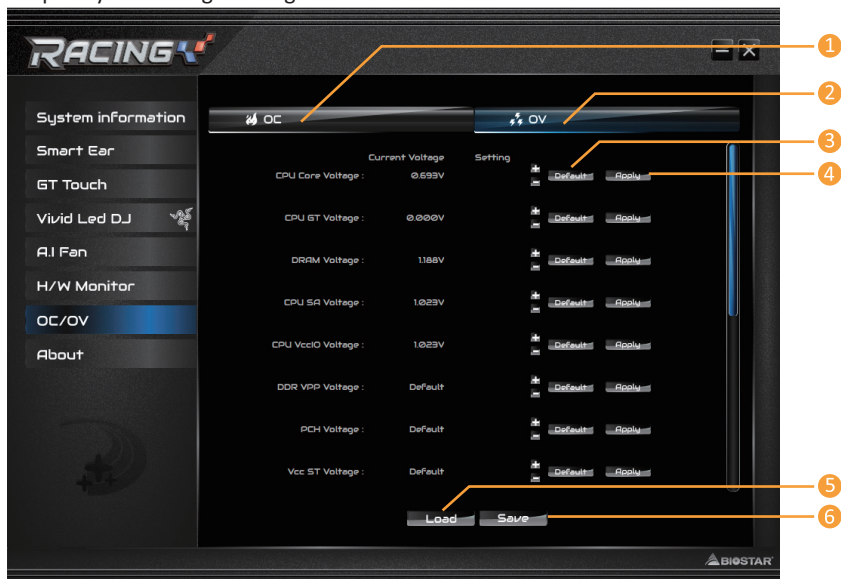 RACING
1
2
System information
OC
OV
3
Smart Ear
Current Voltage Setting
CPU Core Voltage : 0.693V + - Default Apply
4
GT Touch
CPU GT Voltage : 0.000V + - Default Apply
Vivid Led DJ
A.I Fan
DRAM Voltage : 1.188V + - Default Apply
H/W Monitor
CPU SA Voltage : 1.023V + - Default Apply
OC/OV
CPU VccIO Voltage : 1.023V + - Default Apply
About
DDR VPP Voltage : Default + - Default Apply
PCH Voltage : Default + - Default Apply
Vcc ST Voltage : Default + - Default Apply
5
Load Save
6
BIOSTAR